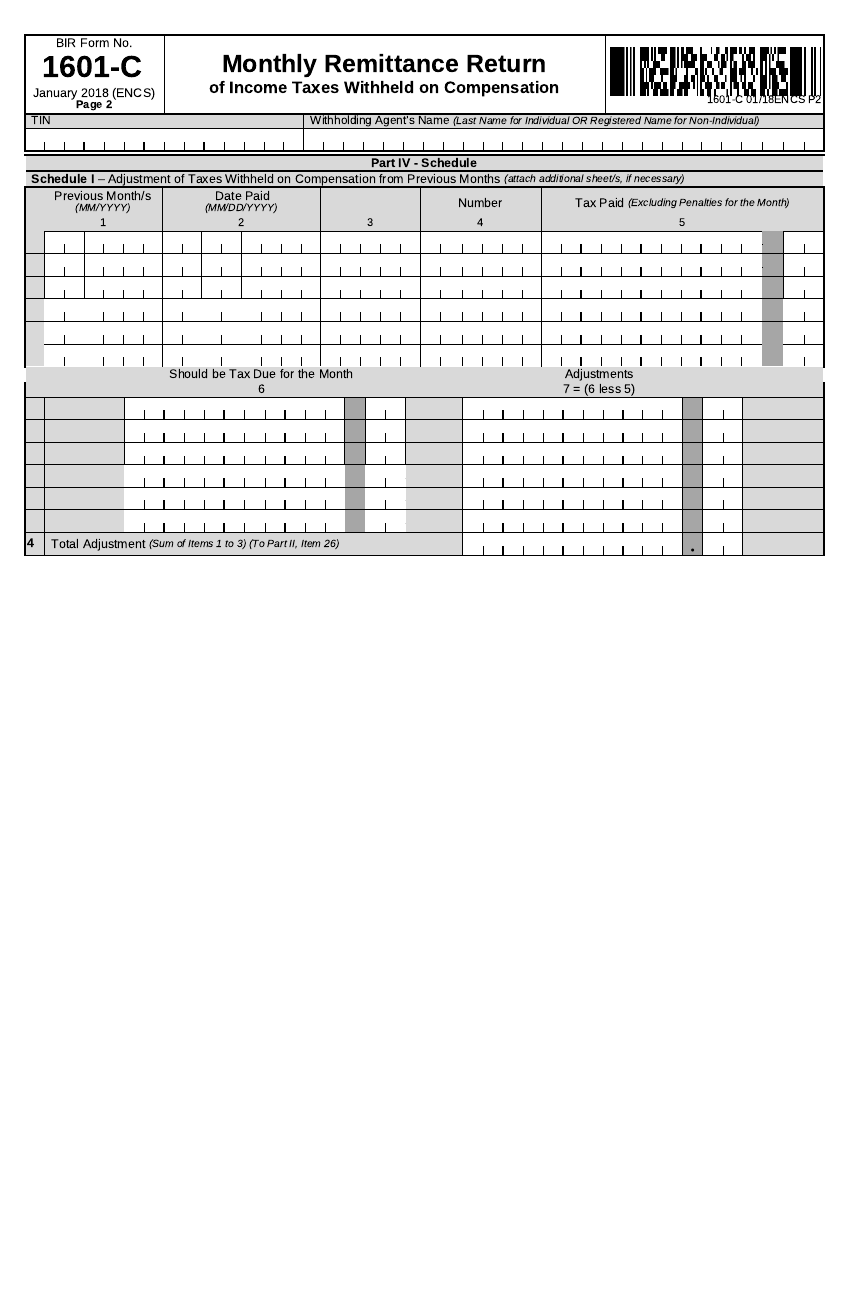 BIR Form No.
1601-C
January 2018 (ENCS)
Page 2
Monthly Remittance Return
of Income Taxes Withheld on Compensation
1601-C 01/18ENCS P2
TIN
Withholding Agent's Name (Last Name for Individual OR Registered Name for Non-Individual)
Part IV - Schedule
Schedule I – Adjustment of Taxes Withheld on Compensation from Previous Months (attach additional sheet/s, if necessary)
Previous Month/s
(MM/YYYY)
1
Date Paid
(MM/DD/YYYY)
2
3
Number
4
Tax Paid (Excluding Penalties for the Month)
5
Should be Tax Due for the Month
6
Adjustments
7 = (6 less 5)
4 Total Adjustment (Sum of Items 1 to 3) (To Part II, Item 26)